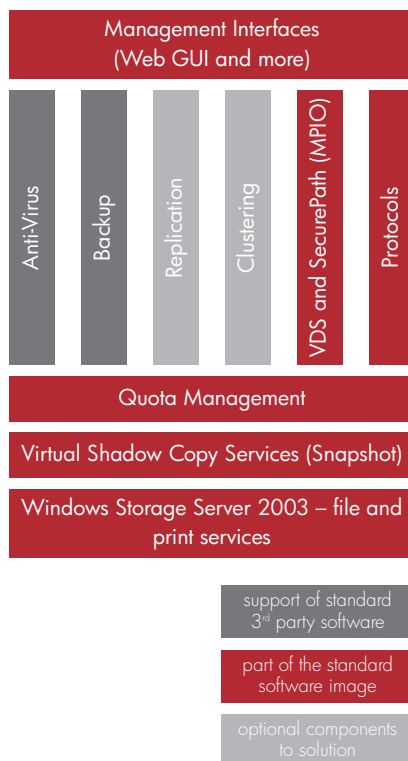 Management Interfaces
(Web GUI and more)
Anti-Virus
Backup
Replication
Clustering
VDS and SecurePath (MPIO)
Protocols
Quota Management
Virtual Shadow Copy Services (Snapshot)
Windows Storage Server 2003 – file and
print services
support of standard
3rd party software
part of the standard
software image
optional components
to solution